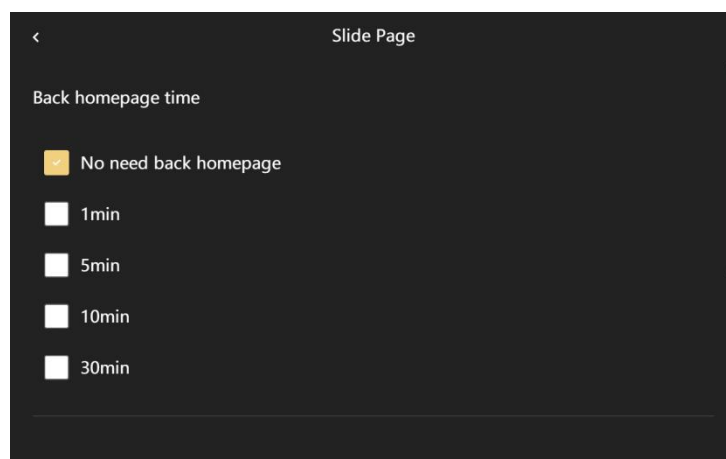 Slide Page
Back homepage time
No need back homepage
1min
5min
10min
30min